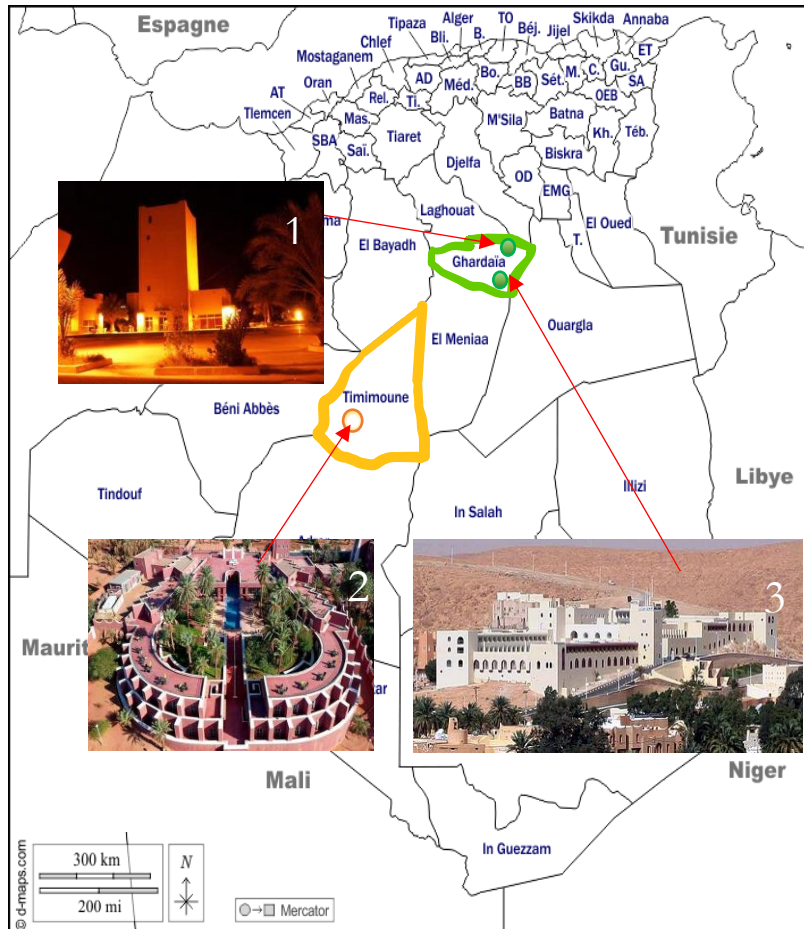 Espagne
Skikda
Annaba
Alger
TO
Jijel
Tipaza
B.
Béj.
Bli.
Chlef
ET
Mostaganem
Gu.
Bo.
M.
C.
AD
Méd.
BB
Sét.
SA
Oran
Rel.
Ti.
OEB
AT
Mas.
M'Sila
Batna
Tlemcen
Kh.
Téb.
SBA
Saï.
Tiaret
Biskra
Djelfa
OD
EMG
Laghouat
1
ma
El Oued
Tunisie
El Bayadh
T.
Ghardaïa
Ouargla
El Meniaa
Timimoune
Béni Abbès
Libye
Tindouf
Illizi
In Salah
2
3
Maurit
ar
Niger
Mali
In Guezzam
300 km
200 mi
N
Mercator
© d-maps.com